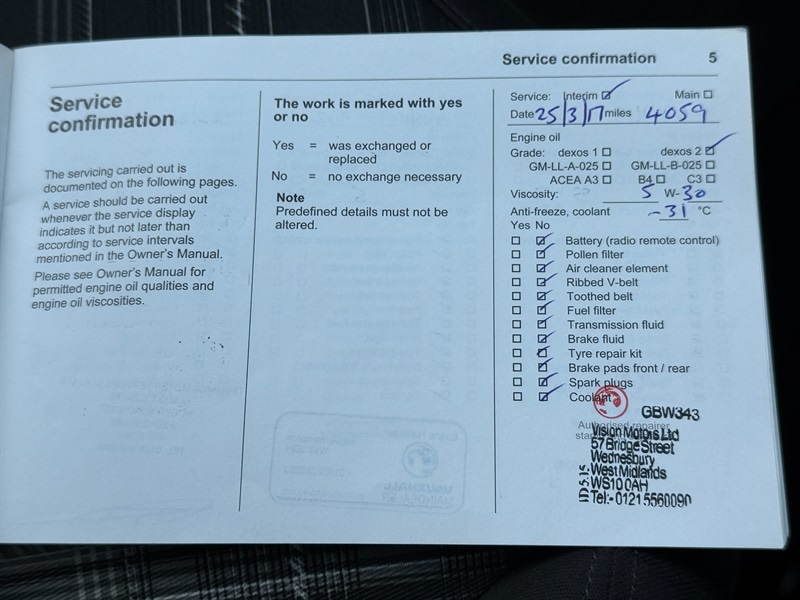 Service confirmation 5
Service
confirmation
The servicing carried out is
documented on the following pages.
A service should be carried out
whenever the service display
indicates it but not later than
according to service intervals
mentioned in the Owner's Manual.
Please see Owner's Manual for
permitted engine oil qualities and
engine oil viscosities.
The work is marked with yes
or no
Yes = was exchanged or
replaced
No = no exchange necessary
Note
Predefined details must not be
altered.
Service: Interim Main
Date 25/3/17 miles 4059
Engine oil
Grade: dexos 1 dexos 2
GM-LL-A-025 GM-LL-B-025
ACEA A3 B4 C3
Viscosity: 5 W-30
Anti-freeze, coolant -31 °C
Yes No
Battery (radio remote control)
Pollen filter
Air cleaner element
Ribbed V-belt
Toothed belt
Fuel filter
Transmission fluid
Brake fluid
Tyre repair kit
Brake pads front / rear
Spark plugs
Coolant
GBW343
Authorised repairer
Vision Motors Ltd
57 Bridge Street
Wednesbury
West Midlands
WS10 0AH
Tel:- 0121 5560090